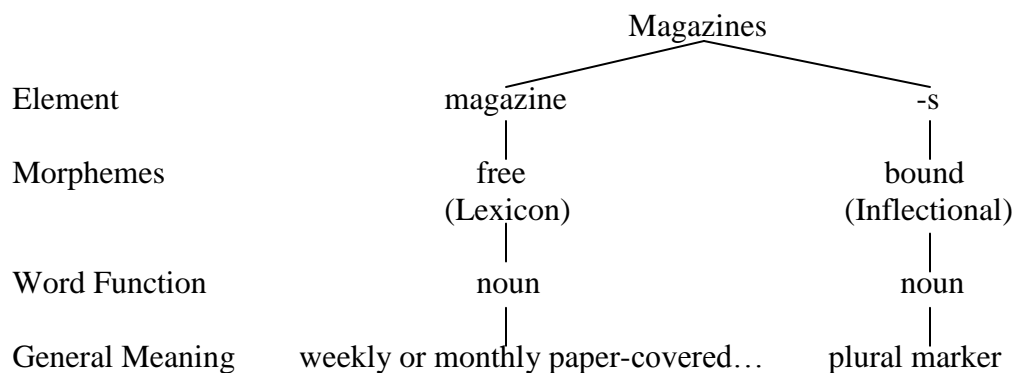 Magazines
Element magazine -s
Morphemes free bound
(Lexicon) (Inflectional)
Word Function noun noun
General Meaning weekly or monthly paper-covered… plural marker